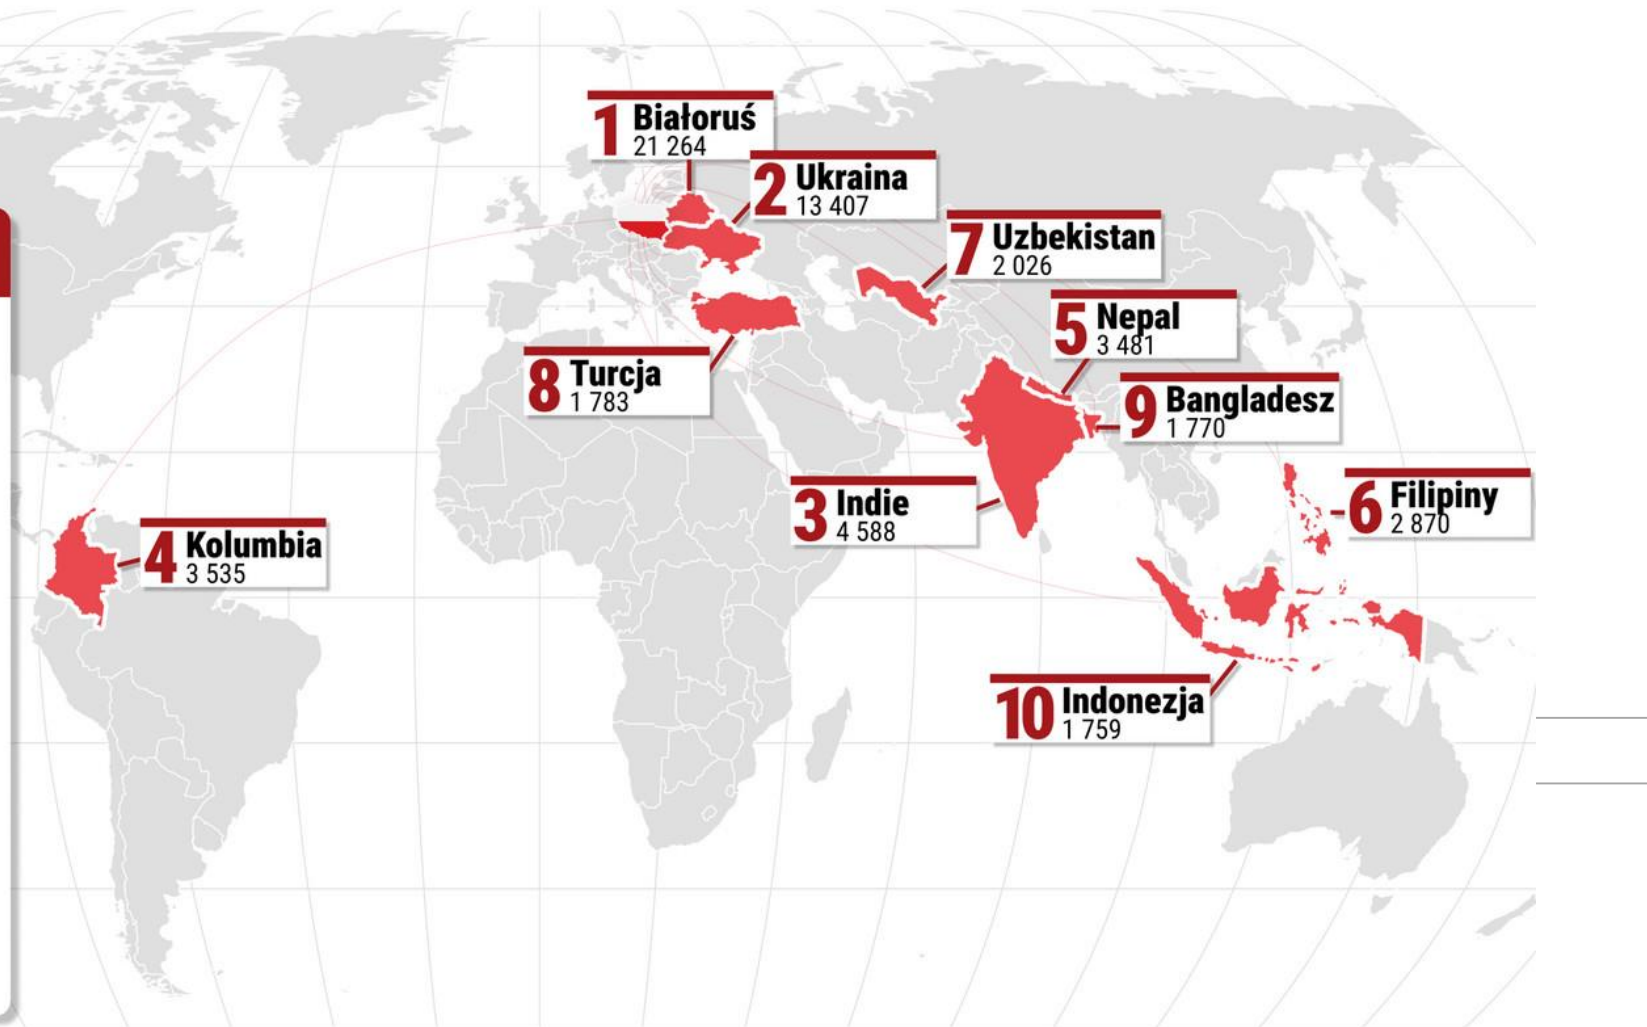 1 Białoruś
21 264
2 Ukraina
13 407
7 Uzbekistan
2 026
5 Nepal
3 481
8 Turcja
1 783
9 Bangladesz
1 770
3 Indie
4 588
6 Filipiny
2 870
4 Kolumbia
3 535
10 Indonezja
1 759